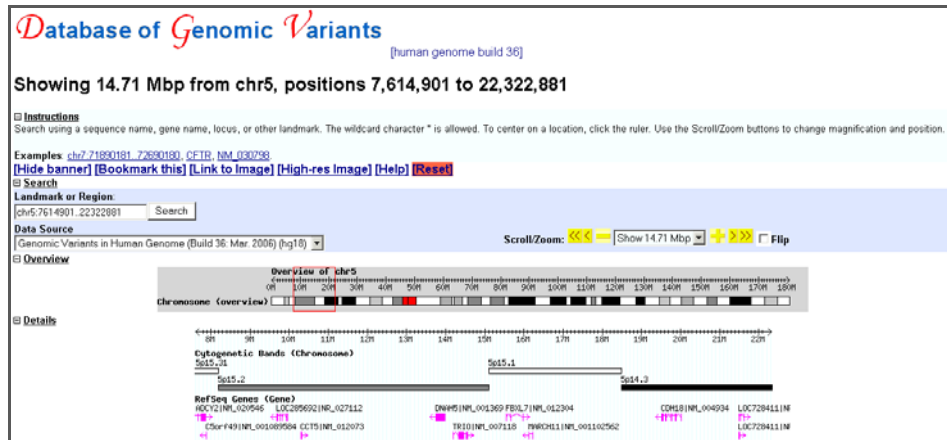 Database of Genomic Variants
[human genome build 36]
Showing 14.71 Mbp from chr5, positions 7,614,901 to 22,322,881
Instructions
Search using a sequence name, gene name, locus, or other landmark. The wildcard character * is allowed. To center on a location, click the ruler. Use the Scroll/Zoom buttons to change magnification and position.
Examples: chr7:71890181..72690180, CFTR, NM_030798.
[Hide banner] [Bookmark this] [Link to Image] [High-res Image] [Help] [Reset]
Search
Landmark or Region:
chr5:7614901..22322881 Search
Data Source
Genomic Variants in Human Genome (Build 36: Mar. 2006) (hg18) Scroll/Zoom: << < Show 14.71 Mbp > >> Flip
Overview
Overview of chr5
0M 10M 20M 30M 40M 50M 60M 70M 80M 90M 100M 110M 120M 130M 140M 150M 160M 170M 180M
Chromosome (overview)
Details
8M 9M 10M 11M 12M 13M 14M 15M 16M 17M 18M 19M 20M 21M 22M
Cytogenetic Bands (Chromosome)
5p15.31 5p15.1
5p15.2 5p14.3
RefSeq Genes (Gene)
ADCY2|NM_020546 LOC285692|NR_027112 DNAH5|NM_001369 FBXL7|NM_012304 CDH18|NM_004934 LOC728411|NR
C5orf49|NM_001089584 CCT5|NM_012073 TRIO|NM_007118 MARCH11|NM_001102562 LOC728411|NR